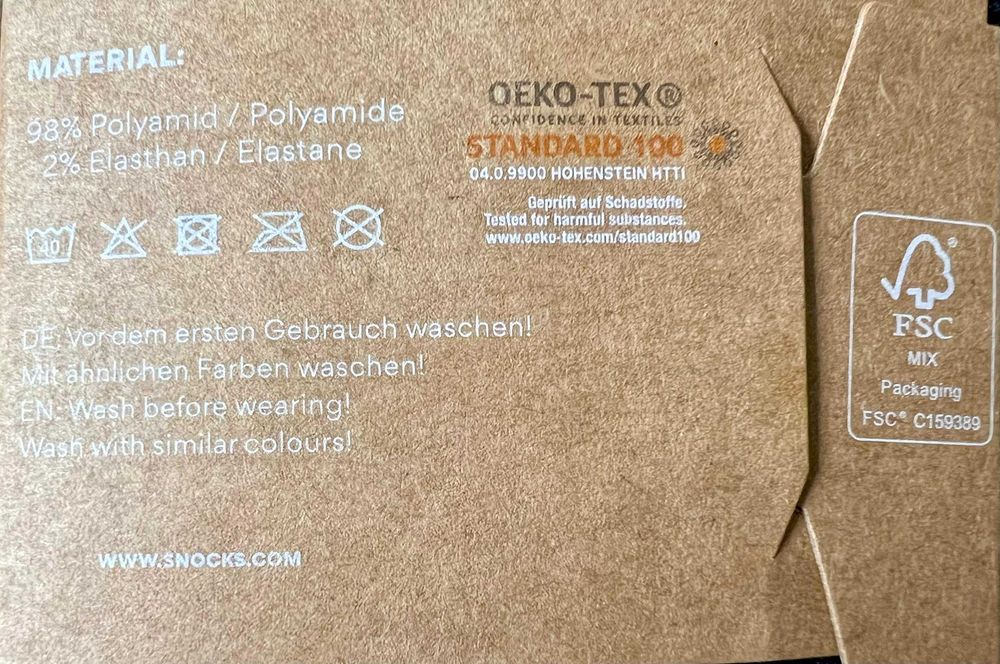 MATERIAL:
98% Polyamid / Polyamide
2% Elasthan / Elastane
40
DE: Vor dem ersten Gebrauch waschen!
Mit ähnlichen Farben waschen!
EN: Wash before wearing!
Wash with similar colours!
WWW.SNOCKS.COM
OEKO-TEX®
CONFIDENCE IN TEXTILES
STANDARD 100
04.0.9900 HOHENSTEIN HTTI
Geprüft auf Schadstoffe.
Tested for harmful substances.
www.oeko-tex.com/standard100
®
FSC
MIX
Packaging
FSC® C159389